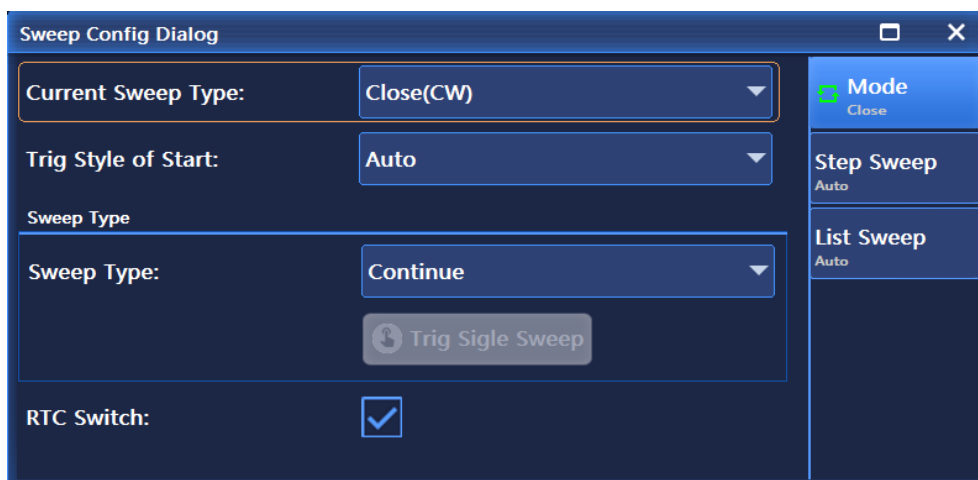 Sweep Config Dialog
Current Sweep Type: Close(CW)
Trig Style of Start: Auto
Sweep Type
Sweep Type: Continue
Trig Sigle Sweep
RTC Switch:
Mode
Close
Step Sweep
Auto
List Sweep
Auto